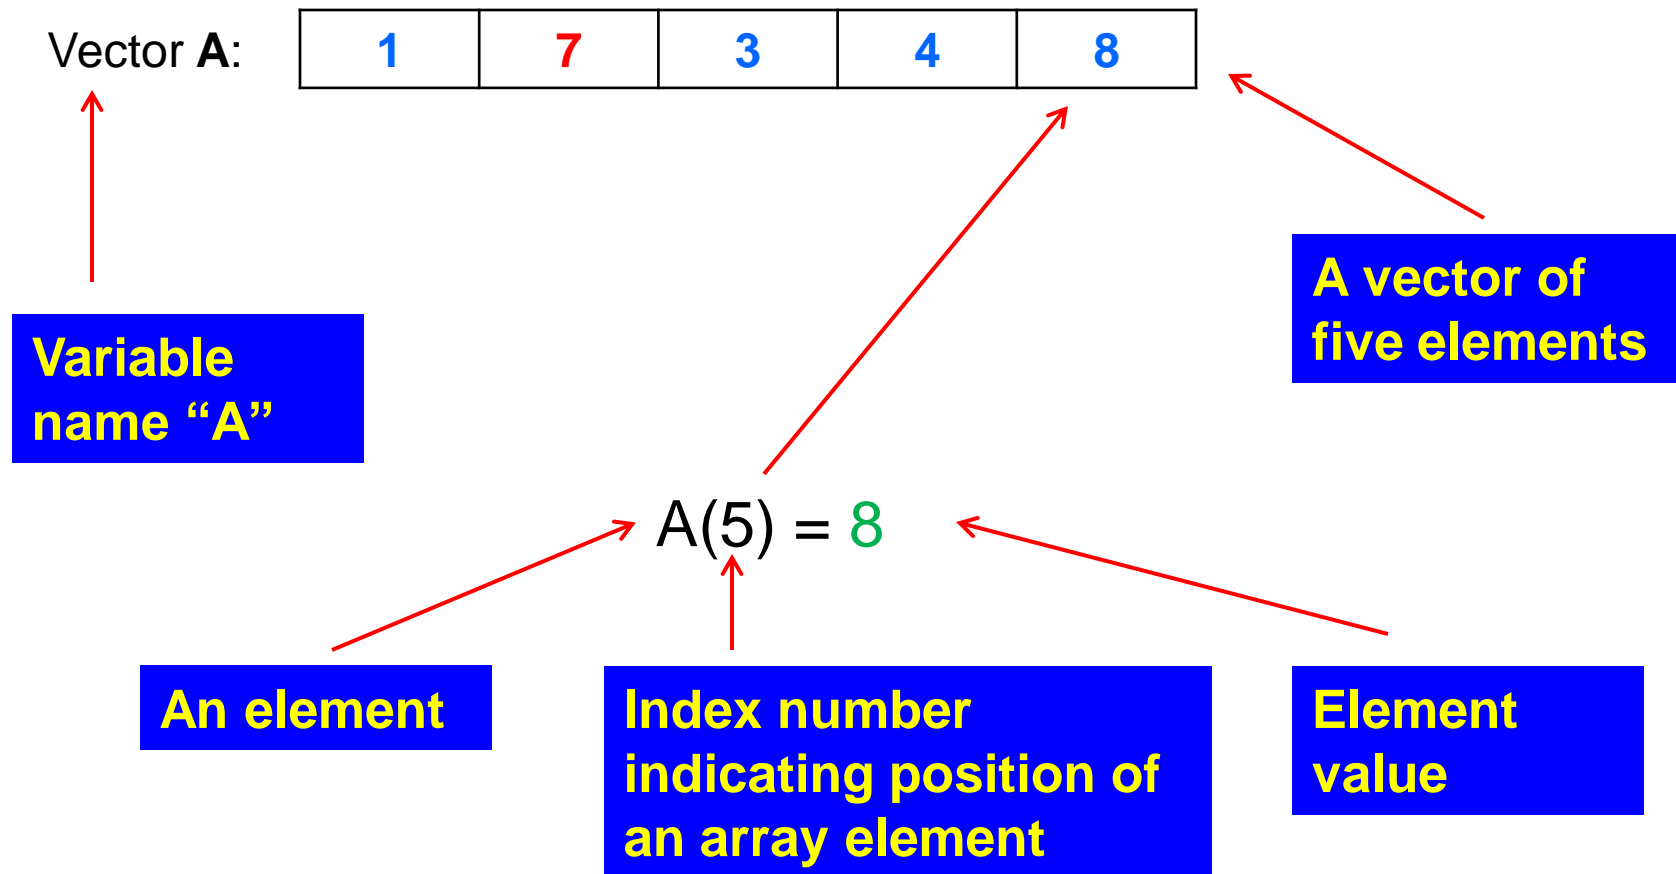 Vector A: 1 7 3 4 8
A vector of
five elements
Variable
name “A”
A(5) = 8
An element
Index number
indicating position of
an array element
Element
value